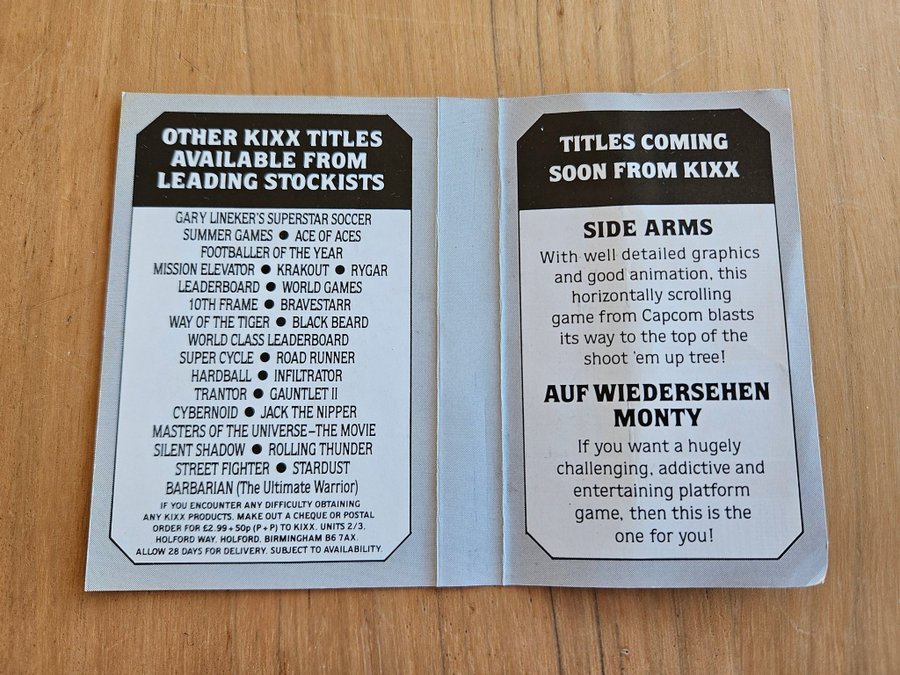 OTHER KIXX TITLES
AVAILABLE FROM
LEADING STOCKISTS
GARY LINEKER'S SUPERSTAR SOCCER
SUMMER GAMES ● ACE OF ACES
FOOTBALLER OF THE YEAR
MISSION ELEVATOR ● KRAKOUT ● RYGAR
LEADERBOARD ● WORLD GAMES
10TH FRAME ● BRAVESTARR
WAY OF THE TIGER ● BLACK BEARD
WORLD CLASS LEADERBOARD
SUPER CYCLE ● ROAD RUNNER
HARDBALL ● INFILTRATOR
TRANTOR ● GAUNTLET II
CYBERNOID ● JACK THE NIPPER
MASTERS OF THE UNIVERSE–THE MOVIE
SILENT SHADOW ● ROLLING THUNDER
STREET FIGHTER ● STARDUST
BARBARIAN (The Ultimate Warrior)
IF YOU ENCOUNTER ANY DIFFICULTY OBTAINING
ANY KIXX PRODUCTS, MAKE OUT A CHEQUE OR POSTAL
ORDER FOR £2.99 + 50p (P + P) TO KIXX. UNITS 2/3,
HOLFORD WAY, HOLFORD, BIRMINGHAM B6 7AX.
ALLOW 28 DAYS FOR DELIVERY. SUBJECT TO AVAILABILITY.
TITLES COMING
SOON FROM KIXX
SIDE ARMS
With well detailed graphics
and good animation, this
horizontally scrolling
game from Capcom blasts
its way to the top of the
shoot 'em up tree!
AUF WIEDERSEHEN
MONTY
If you want a hugely
challenging, addictive and
entertaining platform
game, then this is the
one for you!